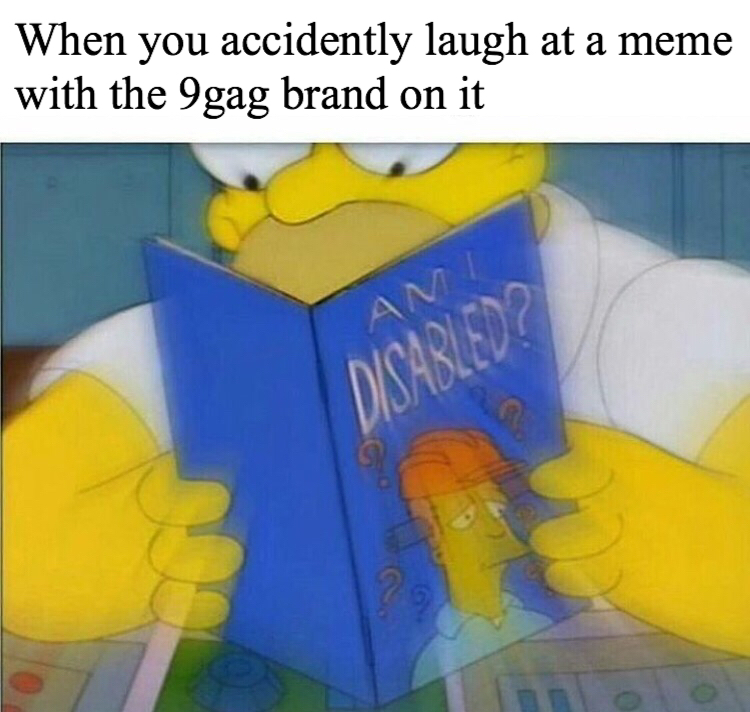 When you accidently laugh at a meme
with the 9gag brand on it
AM I
DISABLED?
? ?
?
? ?